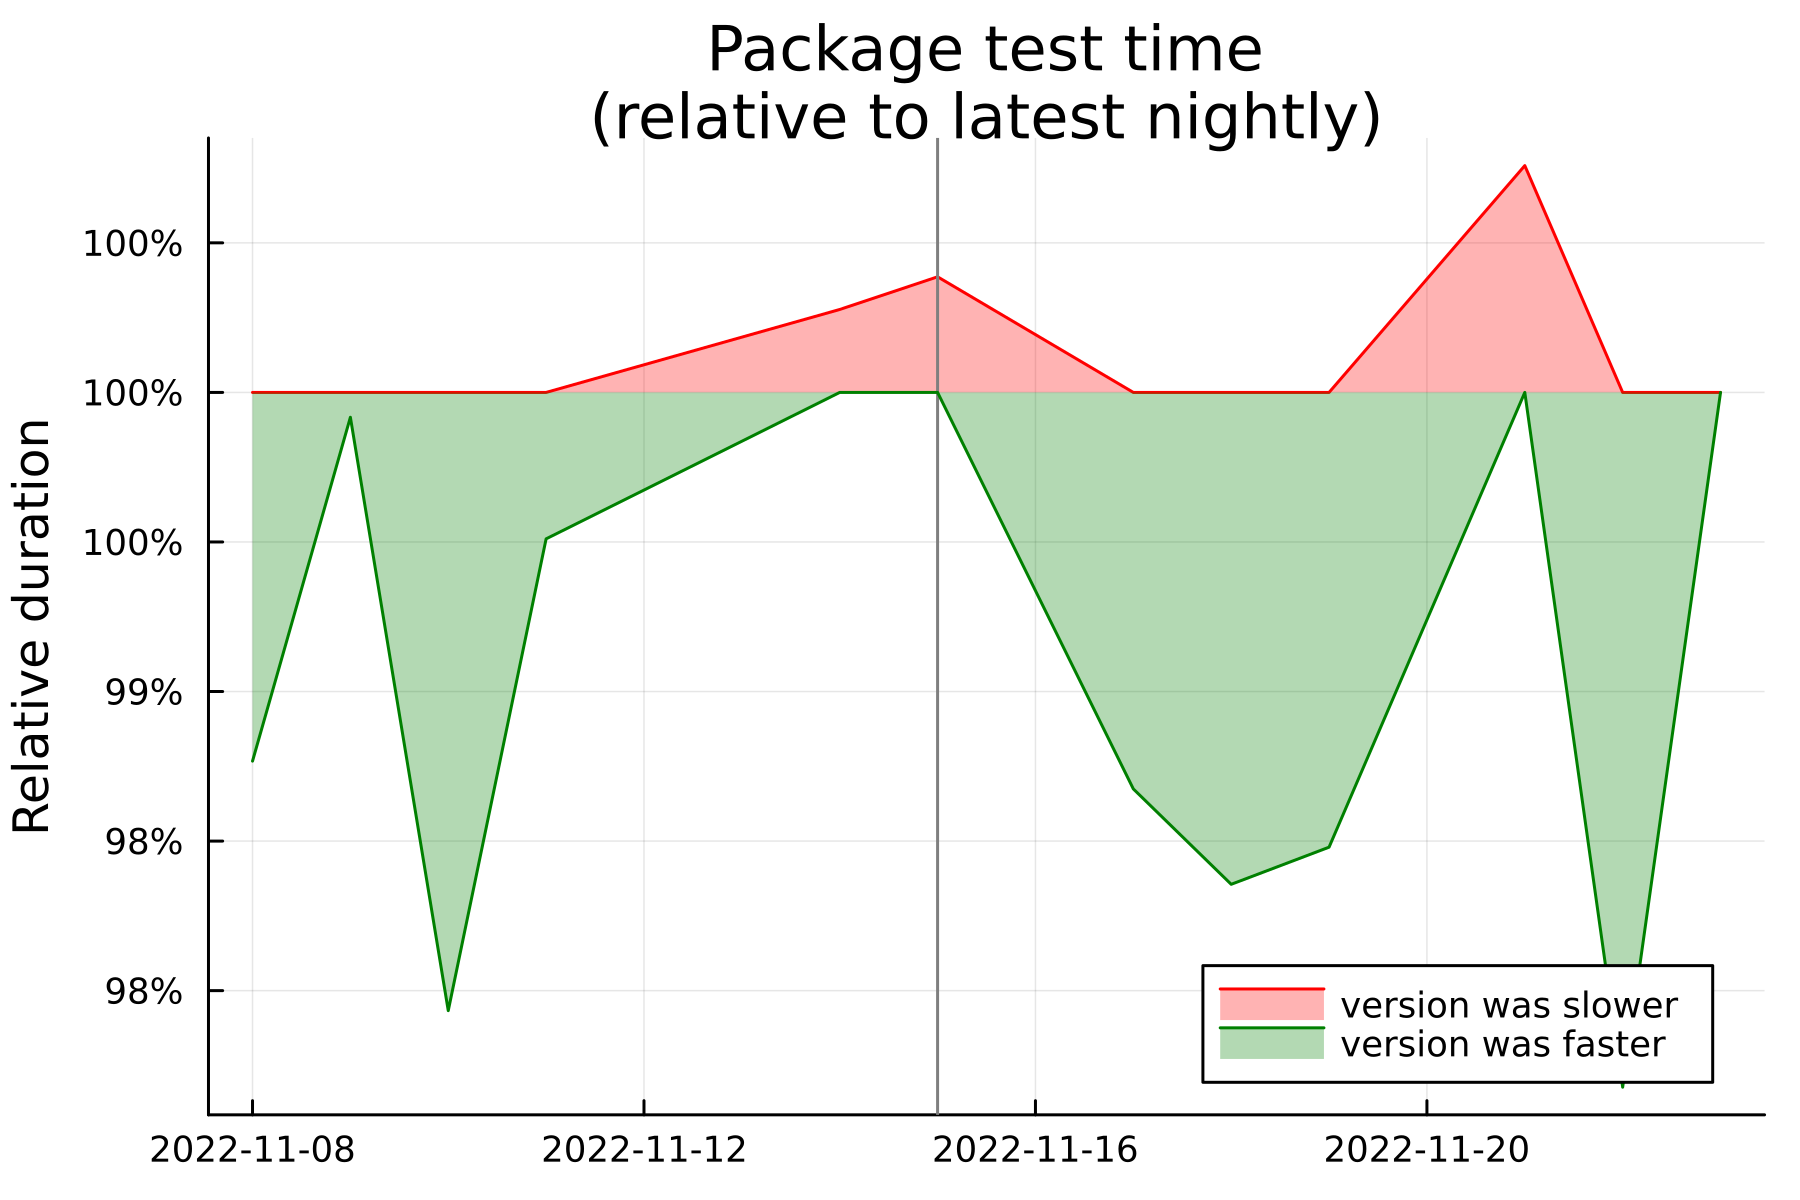 Package test time
(relative to latest nightly)
Relative duration
100%
100%
100%
99%
98%
98%
version was slower
version was faster
2022-11-08
2022-11-12
2022-11-16
2022-11-20